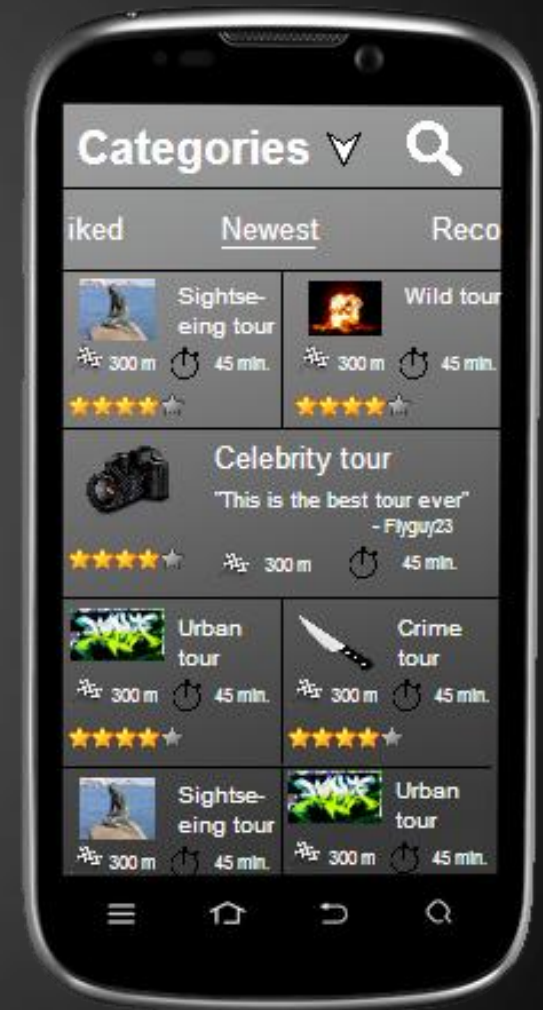 Categories
iked Newest Reco
Sightse-
eing tour
300 m 45 min.
Wild tour
300 m 45 min.
Celebrity tour
"This is the best tour ever"
- Flyguy23
300 m 45 min.
Urban
tour
300 m 45 min.
Crime
tour
300 m 45 min.
Sightse-
eing tour
300 m 45 min.
Urban
tour
300 m 45 min.